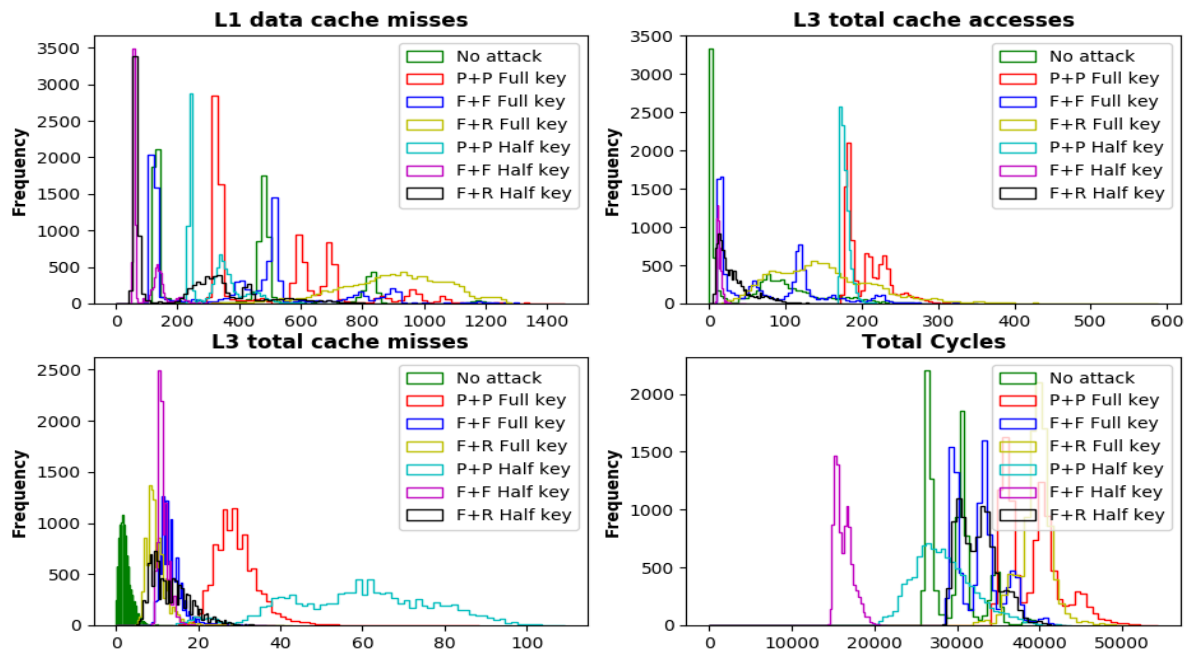 L1 data cache misses
Frequency
3500
3000
2500
2000
1500
1000
500
0
0 200 400 600 800 1000 1200 1400
No attack
P+P Full key
F+F Full key
F+R Full key
P+P Half key
F+F Half key
F+R Half key
L3 total cache accesses
Frequency
3500
3000
2500
2000
1500
1000
500
0
0 100 200 300 400 500 600
No attack
P+P Full key
F+F Full key
F+R Full key
P+P Half key
F+F Half key
F+R Half key
L3 total cache misses
Frequency
2500
2000
1500
1000
500
0
0 20 40 60 80 100
No attack
P+P Full key
F+F Full key
F+R Full key
P+P Half key
F+F Half key
F+R Half key
Total Cycles
Frequency
2000
1500
1000
500
0
0 10000 20000 30000 40000 50000
No attack
P+P Full key
F+F Full key
F+R Full key
P+P Half key
F+F Half key
F+R Half key